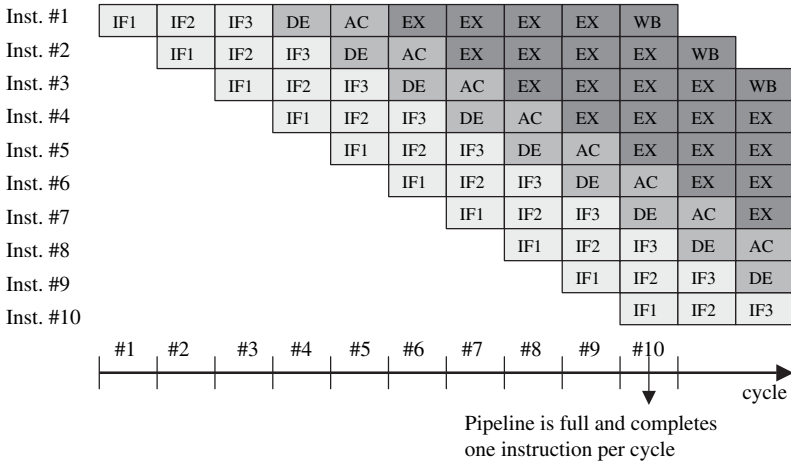 Inst. #1 IF1 IF2 IF3 DE AC EX EX EX EX WB
Inst. #2 IF1 IF2 IF3 DE AC EX EX EX EX WB
Inst. #3 IF1 IF2 IF3 DE AC EX EX EX EX WB
Inst. #4 IF1 IF2 IF3 DE AC EX EX EX EX
Inst. #5 IF1 IF2 IF3 DE AC EX EX EX
Inst. #6 IF1 IF2 IF3 DE AC EX EX
Inst. #7 IF1 IF2 IF3 DE AC EX
Inst. #8 IF1 IF2 IF3 DE AC
Inst. #9 IF1 IF2 IF3 DE
Inst. #10 IF1 IF2 IF3
#1 #2 #3 #4 #5 #6 #7 #8 #9 #10
cycle
Pipeline is full and completes
one instruction per cycle